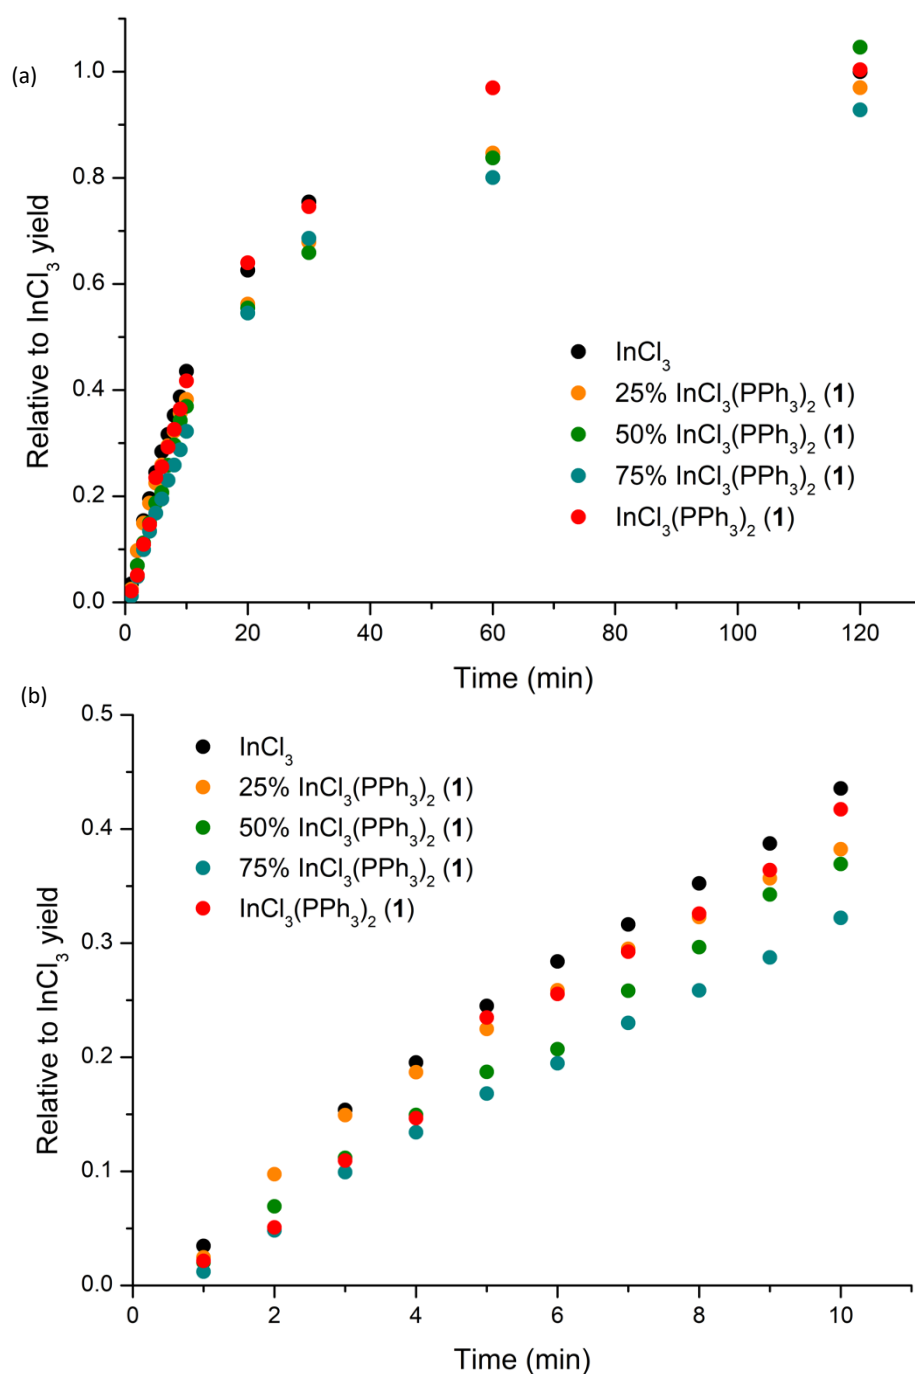 (a)
1.0
0.8
0.6
0.4
0.2
0.0
Relative to InCl₃ yield
InCl₃
25% InCl₃(PPh₃)₂ (1)
50% InCl₃(PPh₃)₂ (1)
75% InCl₃(PPh₃)₂ (1)
InCl₃(PPh₃)₂ (1)
0 20 40 60 80 100 120
Time (min)
(b)
0.5
0.4
0.3
0.2
0.1
0.0
Relative to InCl₃ yield
InCl₃
25% InCl₃(PPh₃)₂ (1)
50% InCl₃(PPh₃)₂ (1)
75% InCl₃(PPh₃)₂ (1)
InCl₃(PPh₃)₂ (1)
0 2 4 6 8 10
Time (min)